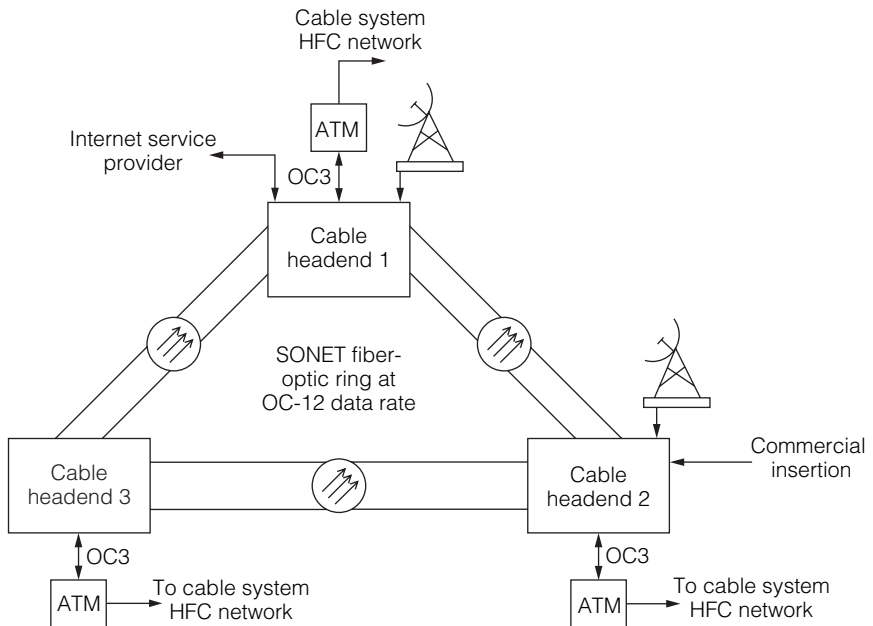 Cable system
HFC network
ATM
Internet service
provider
OC3
Cable
headend 1
SONET fiber-
optic ring at
OC-12 data rate
Cable
headend 3
Cable
headend 2
Commercial
insertion
OC3
OC3
ATM
To cable system
HFC network
ATM
To cable system
HFC network